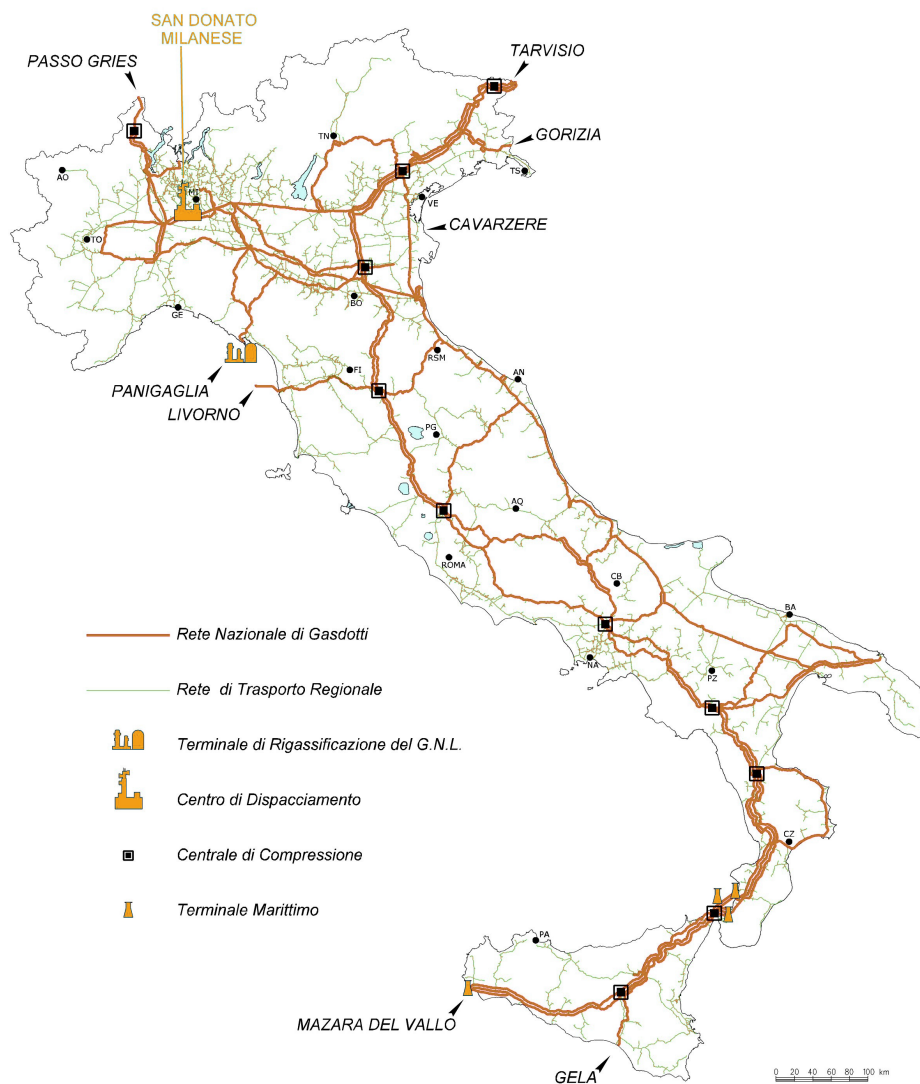 SAN DONATO
MILANESE
PASSO GRIES
TARVISIO
GORIZIA
TN
AO
TS
MI
VE
CAVARZERE
TO
BO
GE
RSM
PANIGAGLIA
FI
AN
LIVORNO
PG
AQ
ROMA
CB
BA
Rete Nazionale di Gasdotti
NA
PZ
Rete di Trasporto Regionale
Terminale di Rigassificazione del G.N.L.
Centro di Dispacciamento
CZ
Centrale di Compressione
Terminale Marittimo
PA
MAZARA DEL VALLO
GELA
0 20 40 60 80 100 km